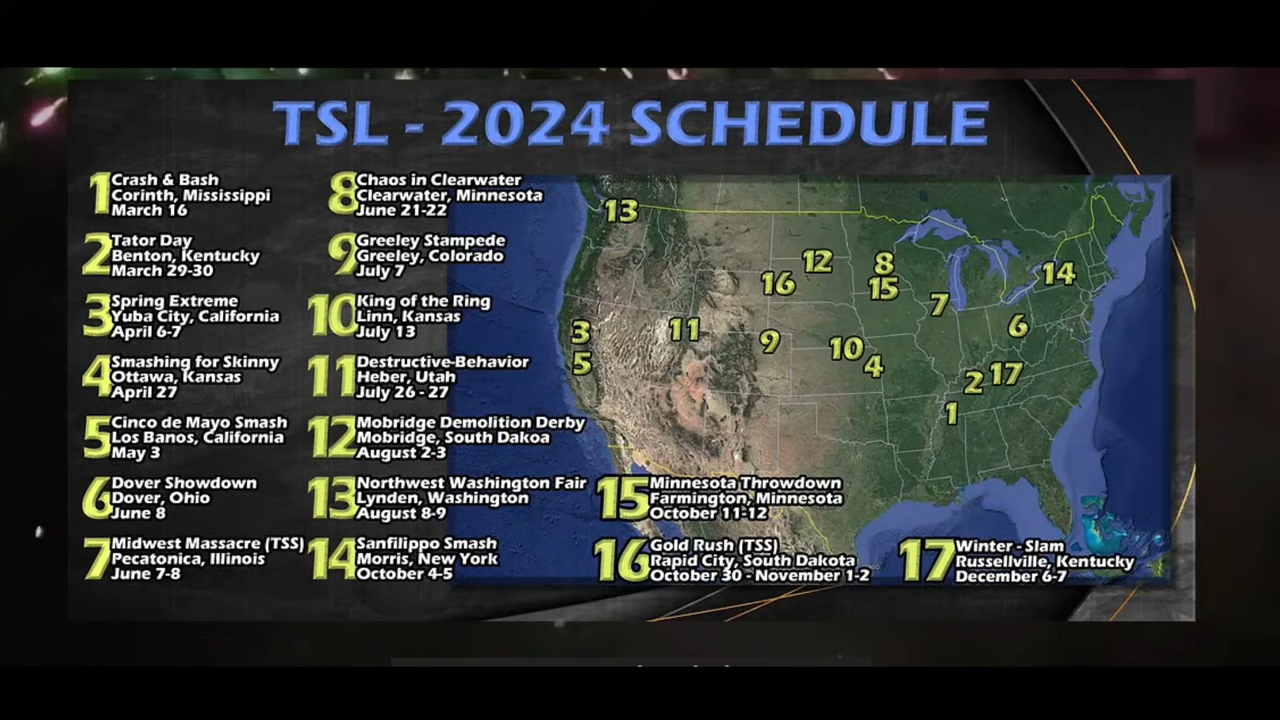 TSL - 2024 SCHEDULE
1
Crash & Bash
Corinth, Mississippi
March 16
2
Tator Day
Benton, Kentucky
March 29-30
3
Spring Extreme
Yuba City, California
April 6-7
4
Smashing for Skinny
Ottawa, Kansas
April 27
5
Cinco de Mayo Smash
Los Banos, California
May 3
6
Dover Showdown
Dover, Ohio
June 8
7
Midwest Massacre (TSS)
Pecatonica, Illinois
June 7-8
8
Chaos in Clearwater
Clearwater, Minnesota
June 21-22
9
Greeley Stampede
Greeley, Colorado
July 7
10
King of the Ring
Linn, Kansas
July 13
11
Destructive-Behavior
Heber, Utah
July 26 - 27
12
Mobridge Demolition Derby
Mobridge, South Dakoa
August 2-3
13
Northwest Washington Fair
Lynden, Washington
August 8-9
14
Sanfilippo Smash
Morris, New York
October 4-5
15
Minnesota Throwdown
Farmington, Minnesota
October 11-12
16
Gold Rush (TSS)
Rapid City, South Dakota
October 30 - November 1-2
17
Winter - Slam
Russellville, Kentucky
December 6-7
13
12
8
16
15
14
7
3
11
9
6
10
5
4
2
17
1